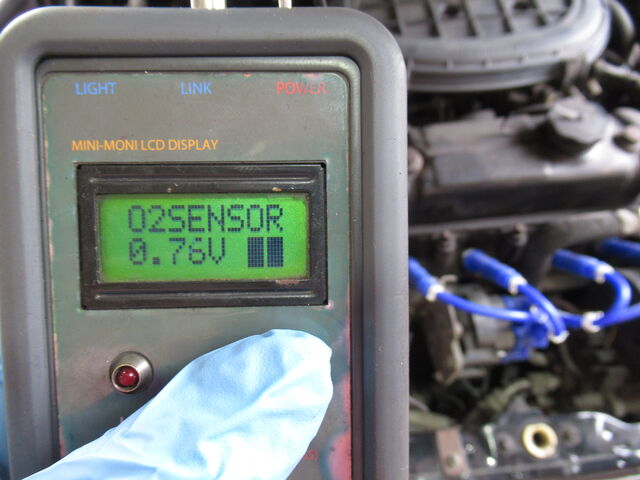 LIGHT LINK POWER
MINI-MONI LCD DISPLAY
O2SENSOR
0.76V